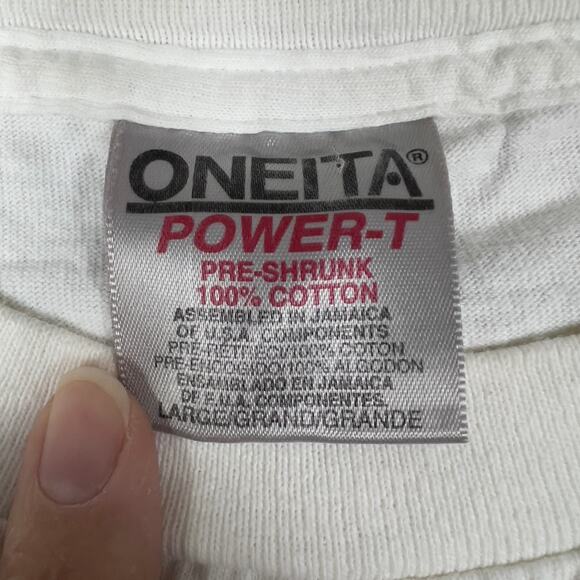 ONEITA®
POWER-T
PRE-SHRUNK
100% COTTON
ASSEMBLED IN JAMAICA
OF U.S.A. COMPONENTS
PRE-RETRECI/100% COTON
PRE-ENCOGIDO/100% ALGODON
ENSAMBLADO EN JAMAICA
DE E.U.A. COMPONENTES.
LARGE/GRAND/GRANDE